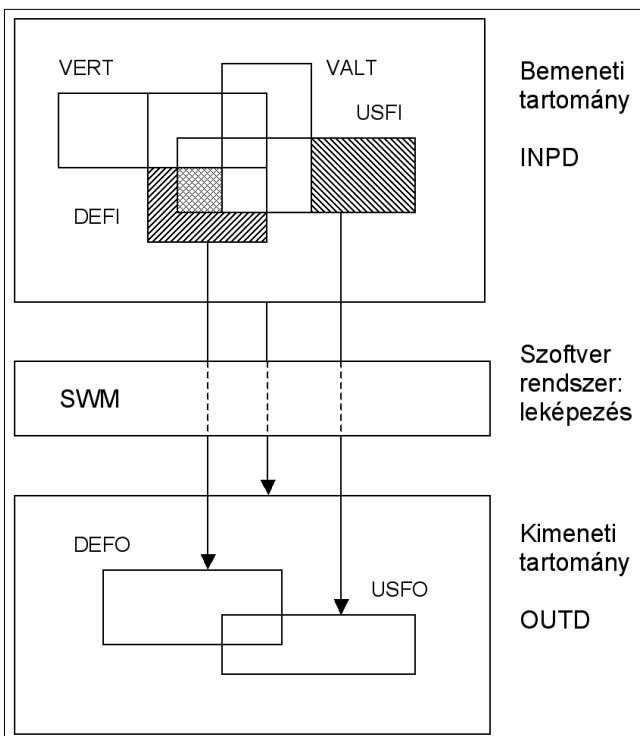 VERT
VALT
USFI
DEFI
Bemeneti
tartomány
INPD
SWM
Szoftver
rendszer:
leképezés
DEFO
USFO
Kimeneti
tartomány
OUTD